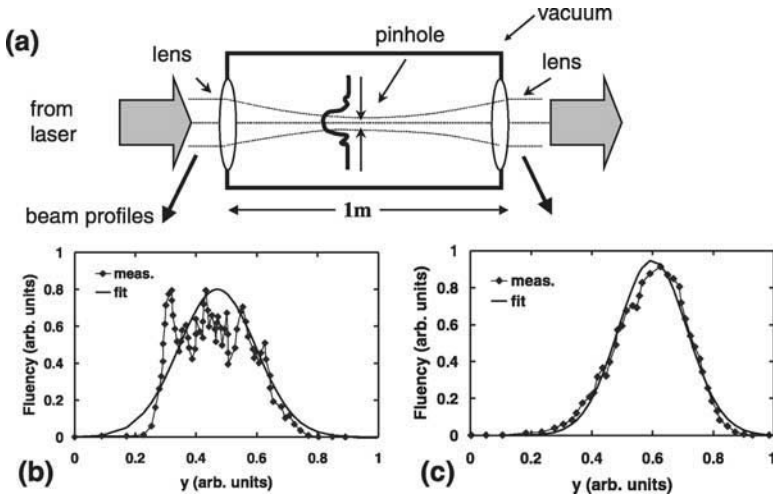 (a)
vacuum
pinhole
lens
lens
from
laser
beam profiles
1m
1
0.8
0.6
0.4
0.2
0
Fluency (arb. units)
meas.
fit
0 0.2 0.4 0.6 0.8 1
(b)
y (arb. units)
1
0.8
0.6
0.4
0.2
0
Fluency (arb. units)
meas.
fit
0 0.2 0.4 0.6 0.8 1
(c)
y (arb. units)